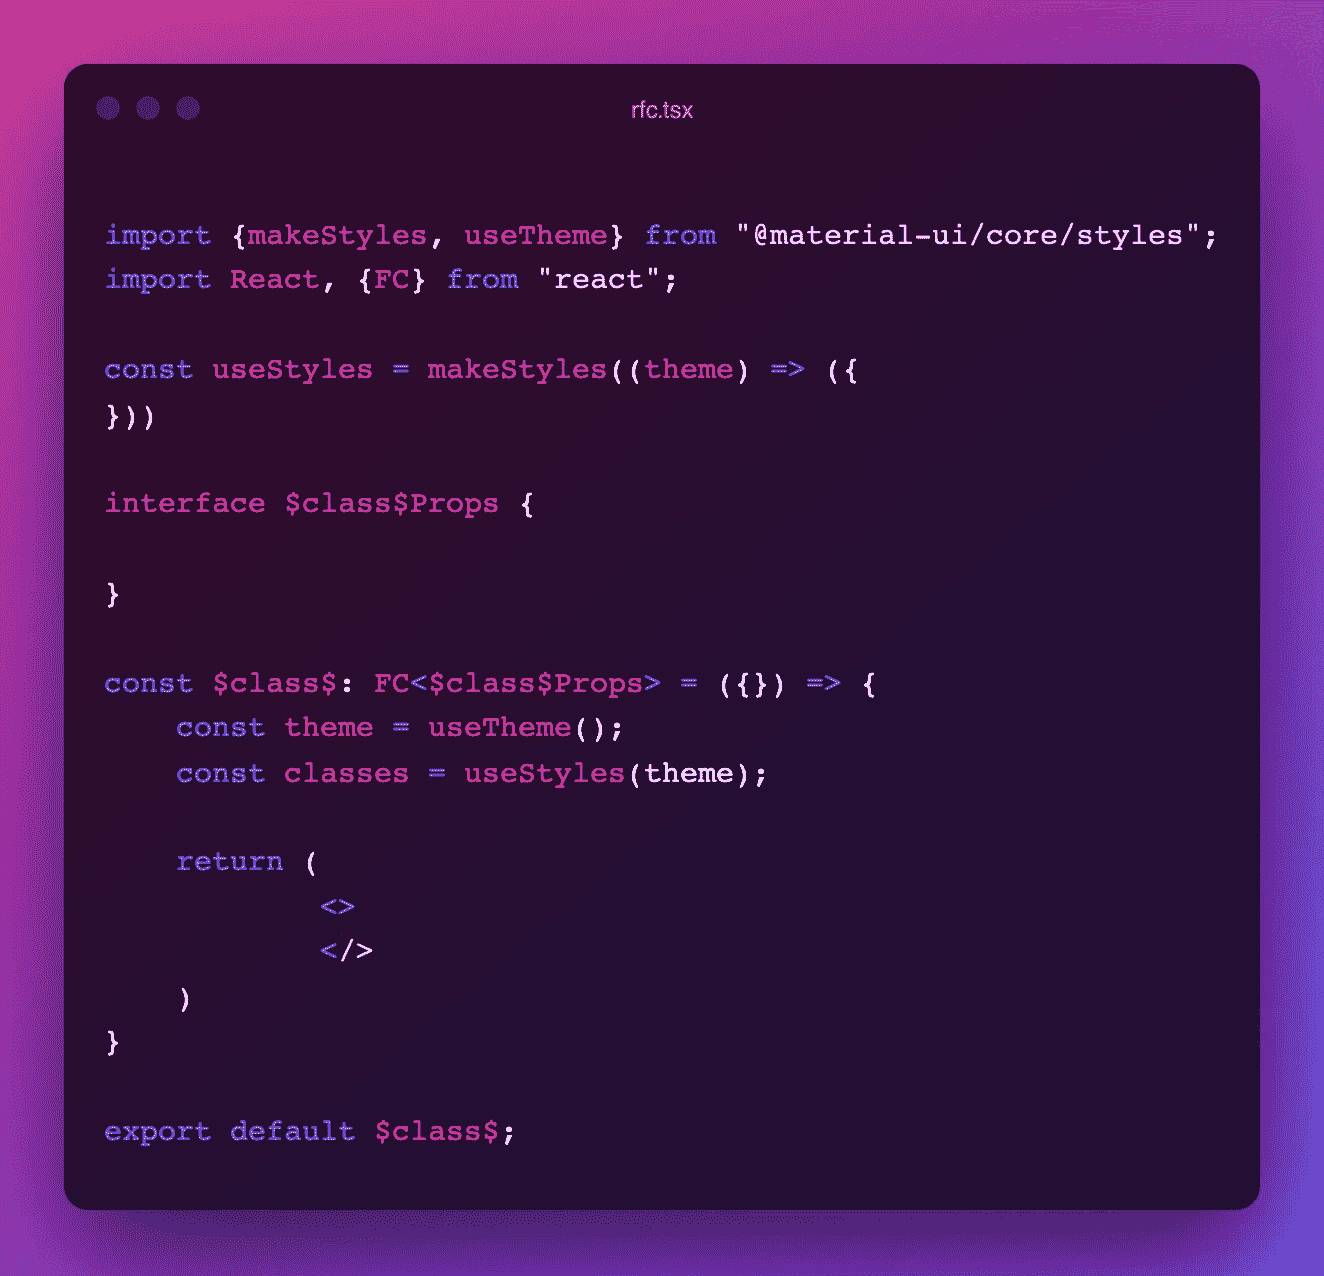 rfc.tsx
import {makeStyles, useTheme} from "@material-ui/core/styles";
import React, {FC} from "react";
const useStyles = makeStyles((theme) => ({
}))
interface $class$Props {
}
const $class$: FC<$class$Props> = ({}) => {
    const theme = useTheme();
    const classes = useStyles(theme);
    return (
            <>
            </>
    )
}
export default $class$;